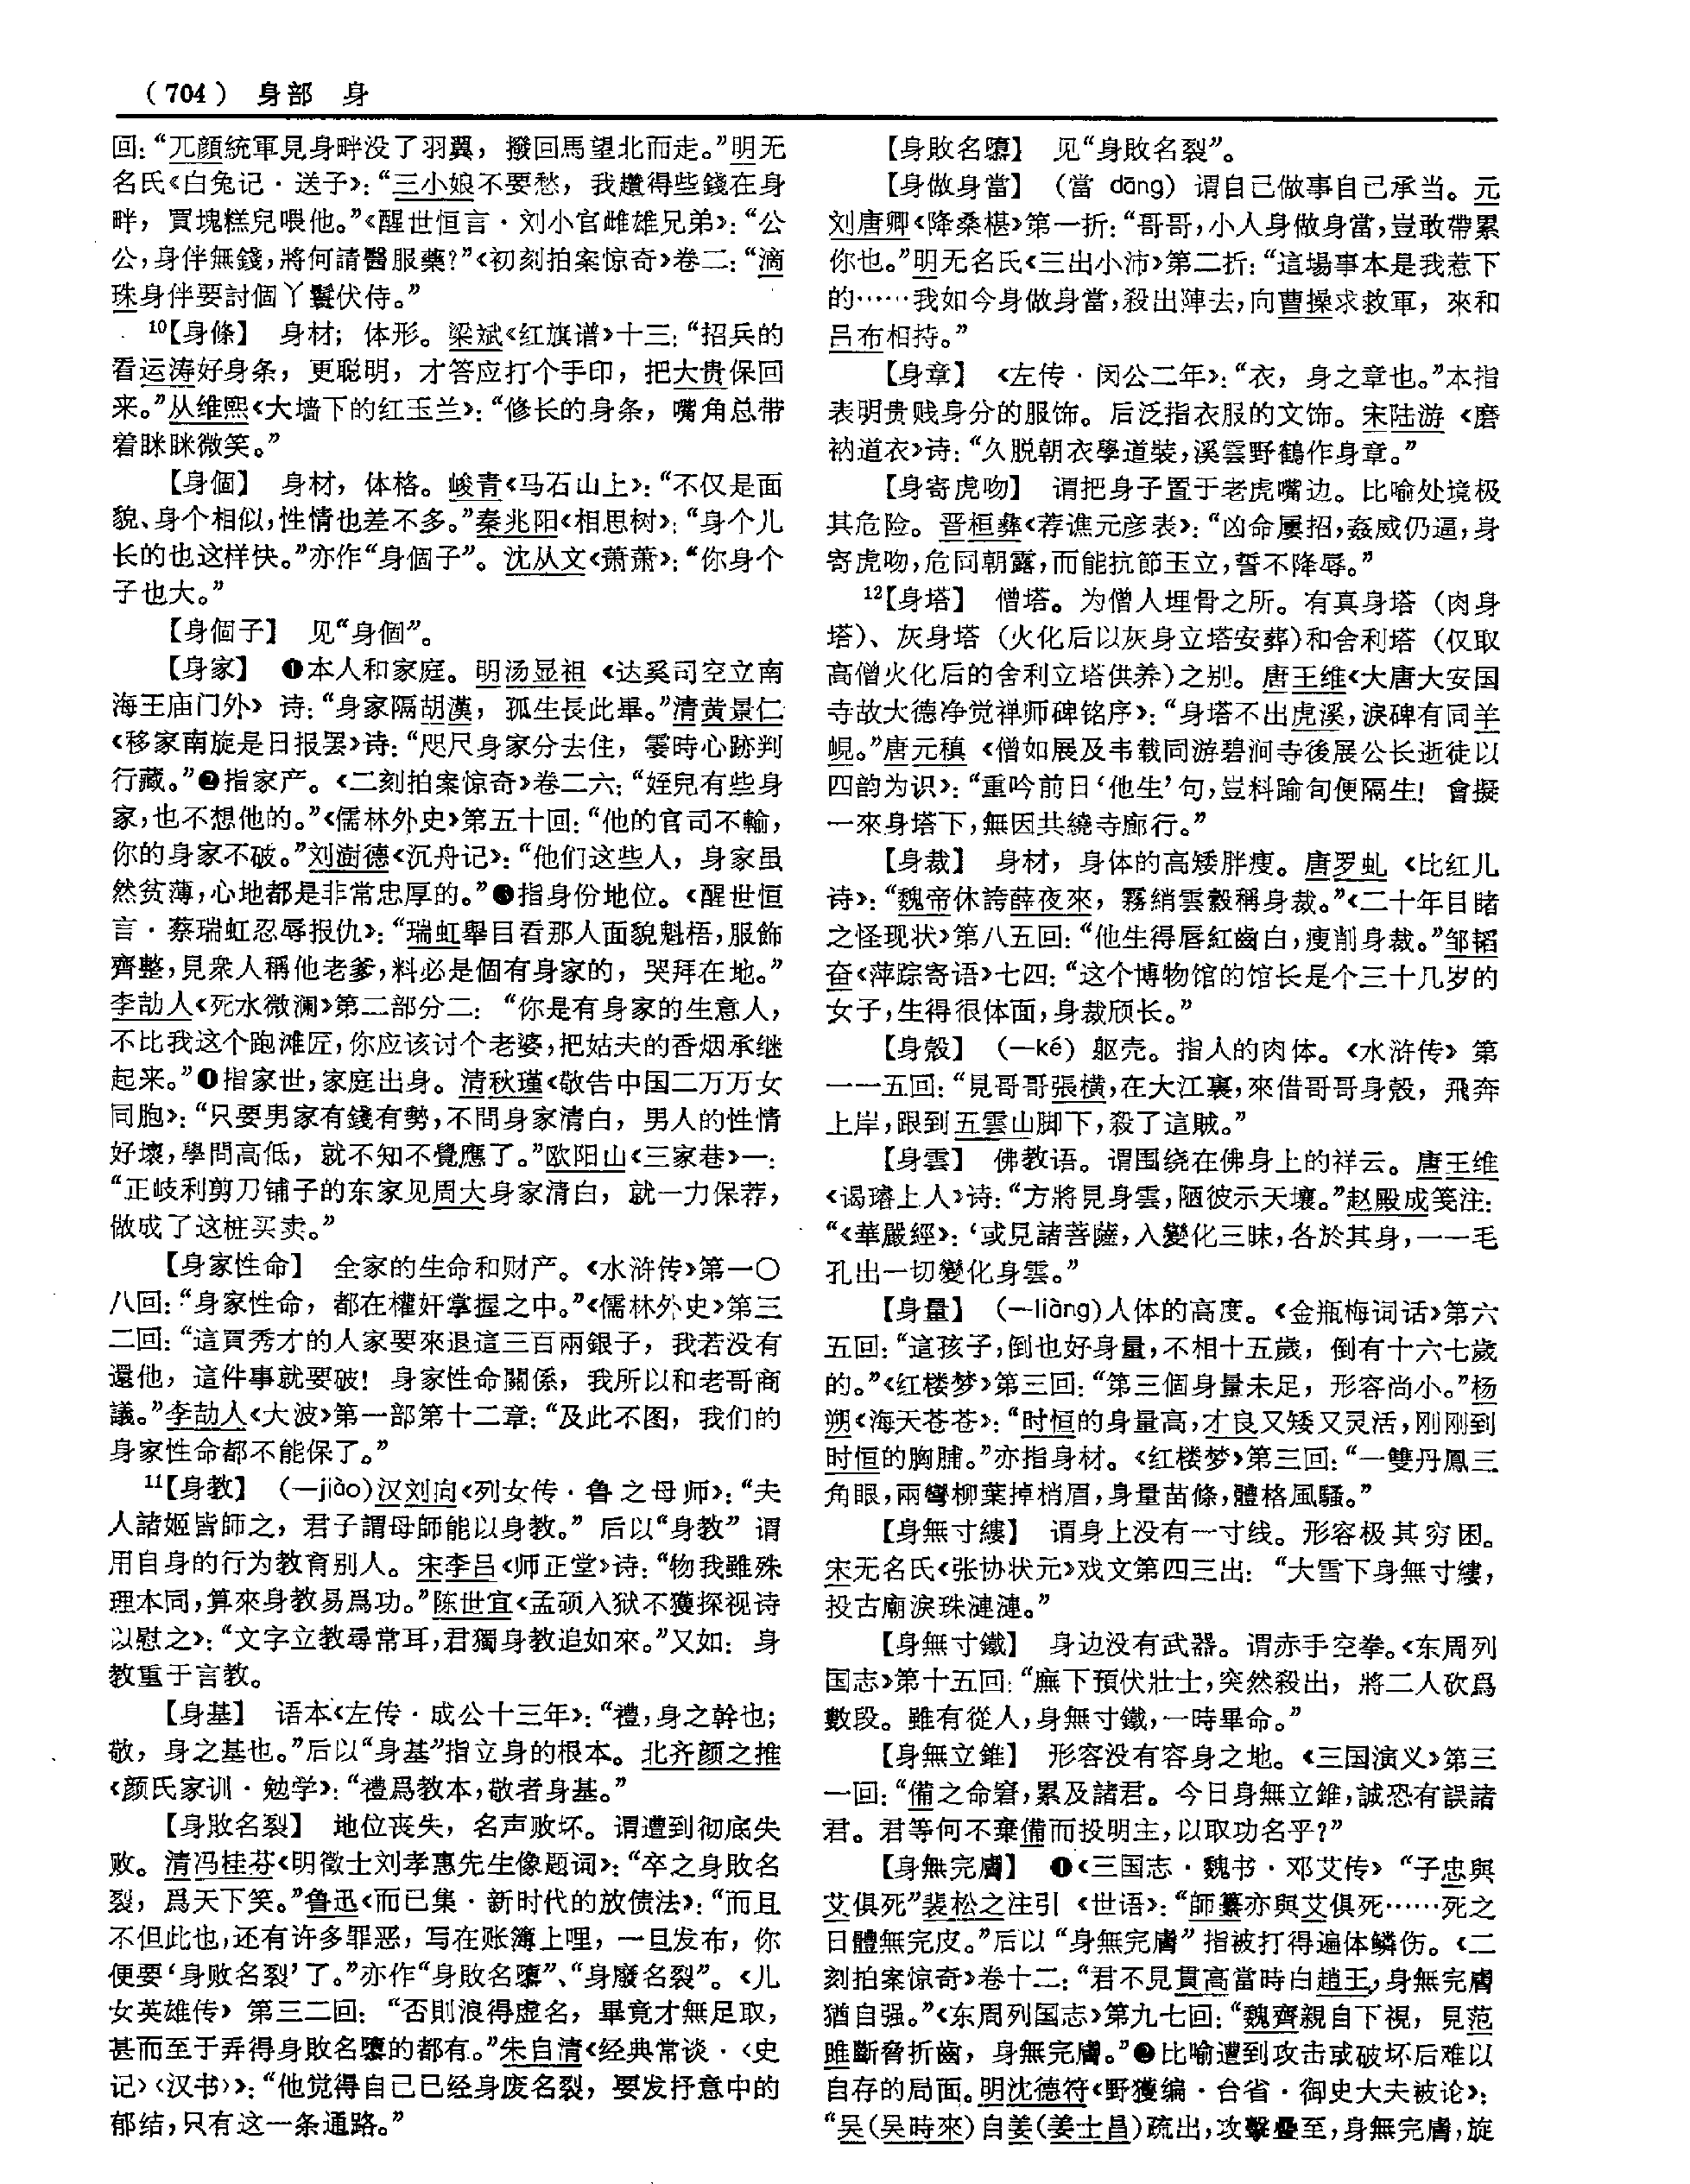 （704） 身部 身
回：“兀顔統軍見身畔没了羽翼，撥回馬望北而走。”明无
名氏《白兔记·送子》：“三小娘不要愁，我趲得些錢在身
畔，買塊糕兒喂他。”《醒世恒言·刘小官雌雄兄弟》：“公
公，身伴無錢，將何請醫服藥？”《初刻拍案惊奇》卷二：“滴
珠身伴要討個丫鬟伏侍。”
10【身條】 身材；体形。梁斌《红旗谱》十三：“招兵的
看运涛好身条，更聪明，才答应打个手印，把大贵保回
来。”从维熙《大墙下的红玉兰》：“修长的身条，嘴角总带
着眯眯微笑。”
【身個】 身材，体格。峻青《马石山上》：“不仅是面
貌、身个相似，性情也差不多。”秦兆阳《相思树》：“身个儿
长的也这样快。”亦作“身個子”。沈从文《萧萧》：“你身个
子也大。”
【身個子】 见“身個”。
【身家】 ❶本人和家庭。明汤显祖《达奚司空立南
海王庙门外》诗：“身家隔胡漢，孤生長此畢。”清黄景仁
《移家南旋是日报罢》诗：“咫尺身家分去住，霎時心跡判
行藏。”❷指家产。《二刻拍案惊奇》卷二六：“姪兒有些身
家，也不想他的。”《儒林外史》第五十回：“他的官司不輸，
你的身家不破。”刘澍德《沉舟记》：“他们这些人，身家虽
然贫薄，心地都是非常忠厚的。”❸指身份地位。《醒世恒
言·蔡瑞虹忍辱报仇》：“瑞虹舉目看那人面貌魁梧，服飾
齊整，見衆人稱他老爹，料必是個有身家的，哭拜在地。”
李劼人《死水微澜》第二部分二：“你是有身家的生意人，
不比我这个跑滩匠，你应该讨个老婆，把姑夫的香烟承继
起来。”❹指家世，家庭出身。清秋瑾《敬告中国二万万女
同胞》：“只要男家有錢有勢，不問身家清白，男人的性情
好壞，學問高低，就不知不覺應了。”欧阳山《三家巷》一：
“正岐利剪刀铺子的东家见周大身家清白，就一力保荐，
做成了这桩买卖。”
【身家性命】 全家的生命和财产。《水浒传》第一〇
八回：“身家性命，都在權奸掌握之中。”《儒林外史》第三
二回：“這買秀才的人家要來退這三百兩銀子，我若没有
還他，這件事就要破！身家性命關係，我所以和老哥商
議。”李劼人《大波》第一部第十二章：“及此不图，我们的
身家性命都不能保了。”
11【身教】 （—jiào）汉刘向《列女传·鲁之母师》：“夫
人諸姬皆師之，君子謂母師能以身教。”后以“身教”谓
用自身的行为教育别人。宋李吕《师正堂》诗：“物我雖殊
理本同，算來身教易爲功。”陈世宜《孟硕入狱不獲探视诗
以慰之》：“文字立教尋常耳，君獨身教追如來。”又如：身
教重于言教。
【身基】 语本《左传·成公十三年》：“禮，身之幹也；
敬，身之基也。”后以“身基”指立身的根本。北齐颜之推
《颜氏家训·勉学》：“禮爲教本，敬者身基。”
【身敗名裂】 地位丧失，名声败坏。谓遭到彻底失
败。清冯桂芬《明徵士刘孝惠先生像题词》：“卒之身敗名
裂，爲天下笑。”鲁迅《而已集·新时代的放债法》：“而且
不但此也，还有许多罪恶，写在账簿上哩，一旦发布，你
便要‘身败名裂’了。”亦作“身敗名隳”、“身廢名裂”。《儿
女英雄传》第三二回：“否則浪得虚名，畢竟才無足取，
甚而至于弄得身敗名隳的都有。”朱自清《经典常谈·〈史
记〉〈汉书〉》：“他觉得自己已经身废名裂，要发抒意中的
郁结，只有这一条通路。”
【身敗名隳】 见“身敗名裂”。
【身做身當】 （當 dāng）谓自己做事自己承当。元
刘唐卿《降桑椹》第一折：“哥哥，小人身做身當，豈敢帶累
你也。”明无名氏《三出小沛》第二折：“這場事本是我惹下
的……我如今身做身當，殺出陣去，向曹操求救軍，來和
吕布相持。”
【身章】 《左传·闵公二年》：“衣，身之章也。”本指
表明贵贱身分的服饰。后泛指衣服的文饰。宋陆游《磨
衲道衣》诗：“久脱朝衣學道裝，溪雲野鶴作身章。”
【身寄虎吻】 谓把身子置于老虎嘴边。比喻处境极
其危险。晋桓彝《荐谯元彦表》：“凶命屢招，姦威仍逼，身
寄虎吻，危同朝露，而能抗節玉立，誓不降辱。”
12【身塔】 僧塔。为僧人埋骨之所。有真身塔（肉身
塔）、灰身塔（火化后以灰身立塔安葬）和舍利塔（仅取
高僧火化后的舍利立塔供养）之别。唐王维《大唐大安国
寺故大德净觉禅师碑铭序》：“身塔不出虎溪，淚碑有同羊
峴。”唐元稹《僧如展及韦载同游碧涧寺後展公长逝徒以
四韵为识》：“重吟前日‘他生’句，豈料踰旬便隔生！會擬
一來身塔下，無因共繞寺廊行。”
【身裁】 身材，身体的高矮胖瘦。唐罗虬《比红儿
诗》：“魏帝休誇薛夜來，霧綃雲縠稱身裁。”《二十年目睹
之怪现状》第八五回：“他生得唇紅齒白，瘦削身裁。”邹韬
奋《萍踪寄语》七四：“这个博物馆的馆长是个三十几岁的
女子，生得很体面，身裁颀长。”
【身殼】 （—ké）躯壳。指人的肉体。《水浒传》第
一一五回：“見哥哥張横，在大江裏，來借哥哥身殼，飛奔
上岸，跟到五雲山脚下，殺了這賊。”
【身雲】 佛教语。谓围绕在佛身上的祥云。唐王维
《谒璿上人》诗：“方將見身雲，陋彼示天壤。”赵殿成笺注：
“《華嚴經》：‘或見諸菩薩，入變化三昧，各於其身，一一毛
孔出一切變化身雲。”
【身量】 （—liàng）人体的高度。《金瓶梅词话》第六
五回：“這孩子，倒也好身量，不相十五歲，倒有十六七歲
的。”《红楼梦》第三回：“第三個身量未足，形容尚小。”杨
朔《海天苍苍》：“时恒的身量高，才良又矮又灵活，刚刚到
时恒的胸脯。”亦指身材。《红楼梦》第三回：“一雙丹鳳三
角眼，兩彎柳葉掉梢眉，身量苗條，體格風騷。”
【身無寸縷】 谓身上没有一寸线。形容极其穷困。
宋无名氏《张协状元》戏文第四三出：“大雪下身無寸縷，
投古廟淚珠漣漣。”
【身無寸鐵】 身边没有武器。谓赤手空拳。《东周列
国志》第十五回：“廡下預伏壯士，突然殺出，將二人砍爲
數段。雖有從人，身無寸鐵，一時畢命。”
【身無立錐】 形容没有容身之地。《三国演义》第三
一回：“備之命窘，累及諸君。今日身無立錐，誠恐有誤諸
君。君等何不棄備而投明主，以取功名乎？”
【身無完膚】 ❶《三国志·魏书·邓艾传》“子忠與
艾俱死”裴松之注引《世语》：“師纂亦與艾俱死……死之
日體無完皮。”后以“身無完膚”指被打得遍体鳞伤。《二
刻拍案惊奇》卷十二：“君不見貫高當時白趙王，身無完膚
猶自强。”《东周列国志》第九七回：“魏齊親自下視，見范
雎斷脅折齒，身無完膚。”❷比喻遭到攻击或破坏后难以
自存的局面。明沈德符《野獲编·台省·御史大夫被论》：
“吴（吴時來）自姜（姜士昌）疏出，攻擊疊至，身無完膚，旋